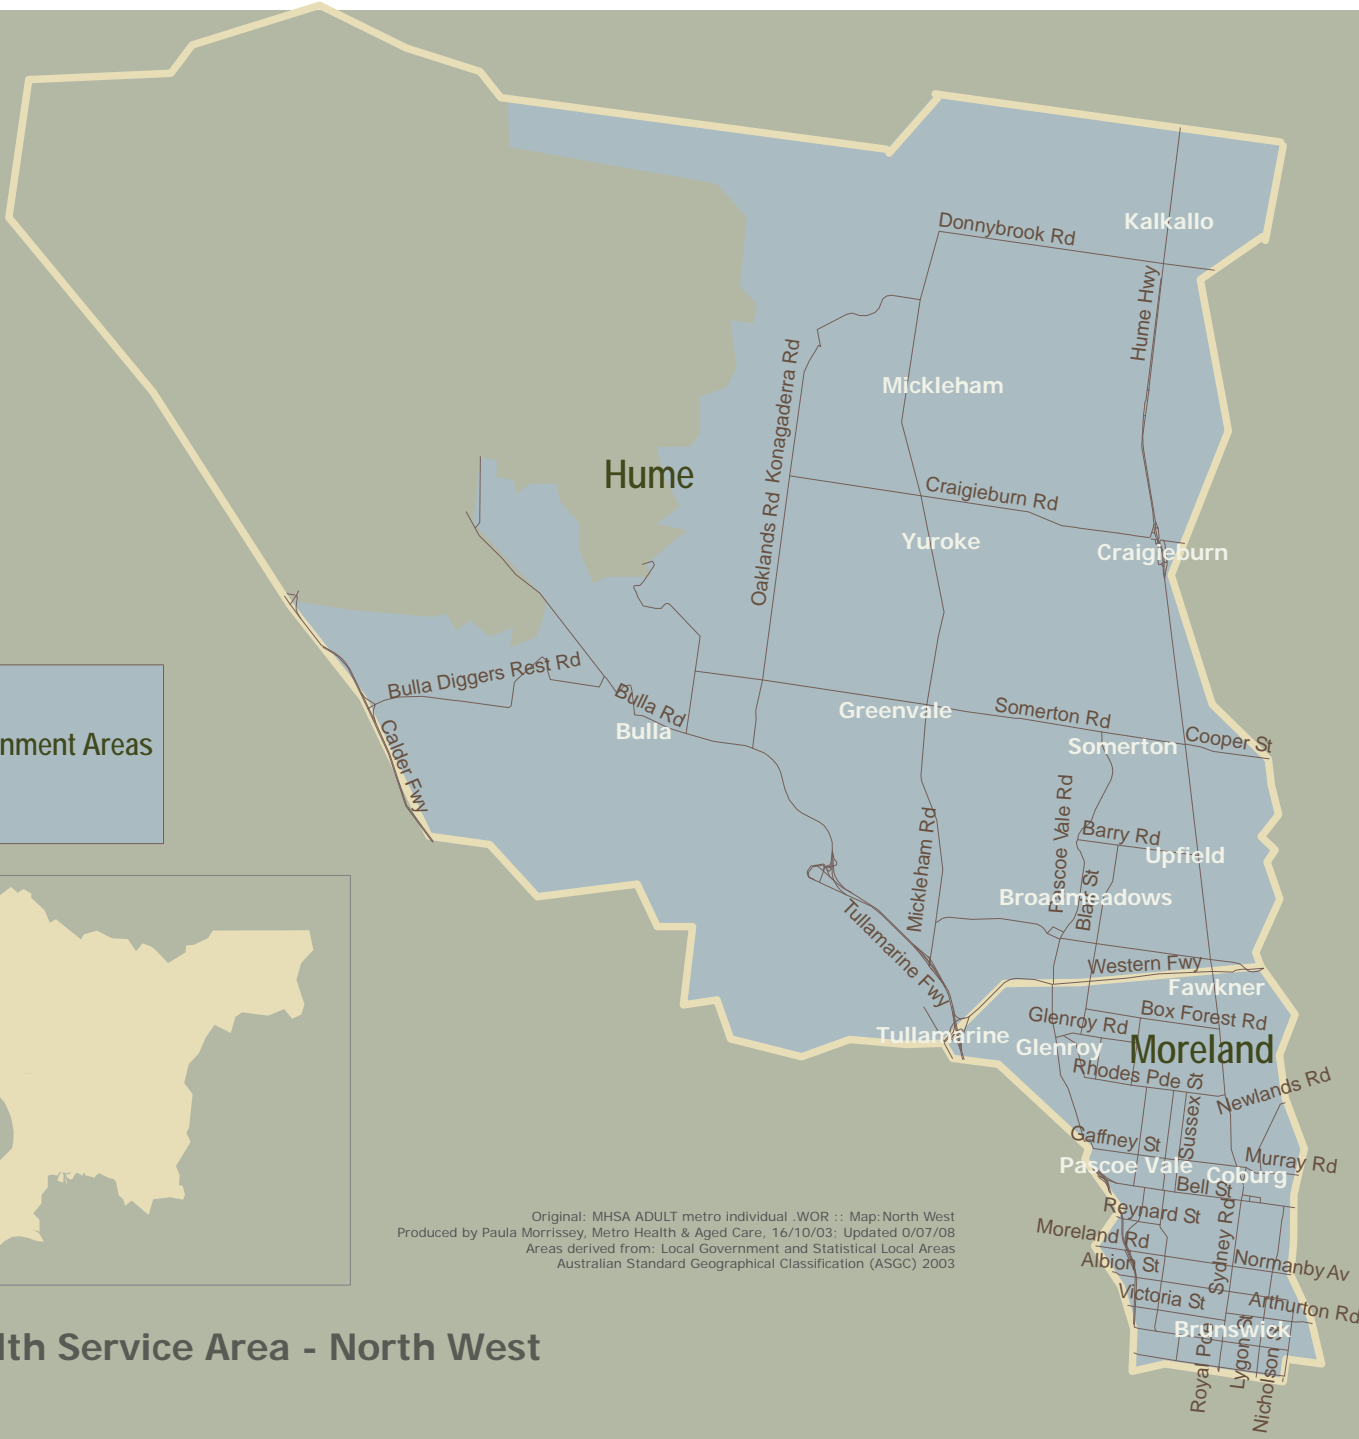 Kalkallo
Donnybrook Rd
Hume Hwy
Konagaderra Rd
Mickleham
Hume
Craigieburn Rd
Oaklands Rd
Yuroke
Craigieburn
Bulla Diggers Rest Rd
Bulla Rd
Bulla
Greenvale
Somerton Rd
Somerton
Cooper St
nment Areas
Calder Fwy
Pascoe Vale Rd
Mickleham Rd
Barry Rd
Upfield
Broadmeadows
Blair St
Tullamarine Fwy
Western Fwy
Fawkner
Box Forest Rd
Glenroy Rd
Tullamarine
Glenroy
Moreland
Rhodes Pde
Sussex St
Newlands Rd
Gaffney St
Pascoe Vale
Coburg
Murray Rd
Bell St
Reynard St
Moreland Rd
Sydney Rd
Albion St
Normanby Av
Victoria St
Arthurton Rd
Brunswick
Royal Pde
Lygon St
Nicholson St
Original: MHSA ADULT metro individual .WOR :: Map:North West
Produced by Paula Morrissey, Metro Health & Aged Care, 16/10/03; Updated 0/07/08
Areas derived from: Local Government and Statistical Local Areas
Australian Standard Geographical Classification (ASGC) 2003
lth Service Area - North West